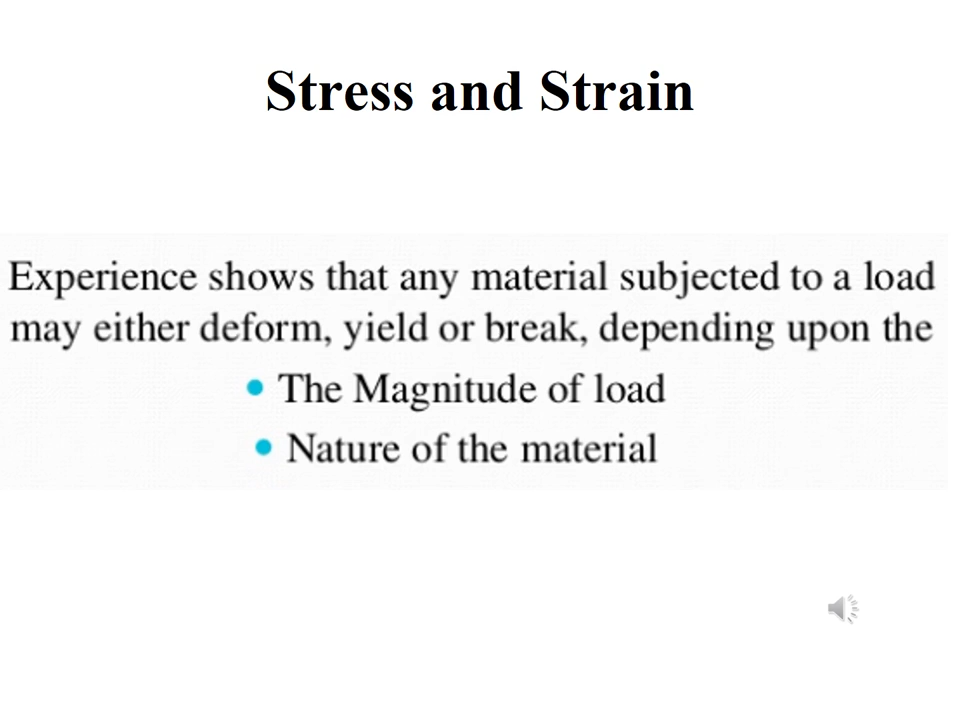 Stress and Strain
Experience shows that any material subjected to a load
may either deform, yield or break, depending upon the
• The Magnitude of load
• Nature of the material